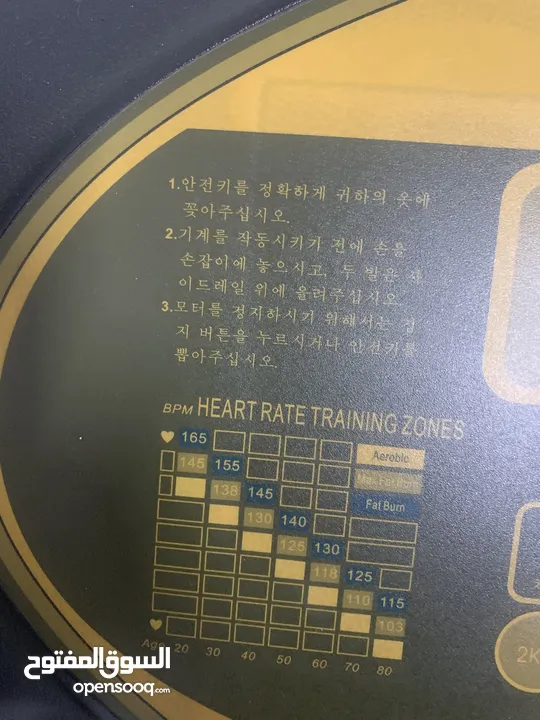 1.안전키를 정확하게 귀하의 옷에
꽂아주십시오.
2.기계를 작동시키기 전에 손을
손잡이에 놓으시고, 두 발은
이드레일 위에 올려주십시오
3.모터를 정지하시기 위해서는 정
지 버튼을 누르시거나 안전키를
뽑아주십시오.
BPM HEART RATE TRAINING ZONES
165 Aerobic
145 155 Max Fat Burn
138 145 Fat Burn
130 140
125 130
118 125
110 115
103
Age 20 30 40 50 60 70 80
2K
السوق المفتوح
opensooq.com